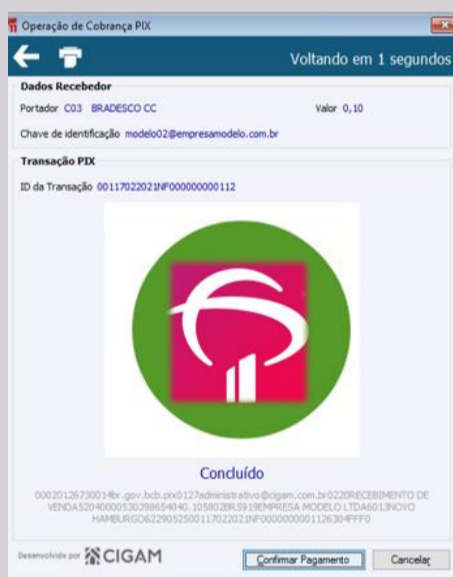 Operação de Cobrança PIX
Voltando em 1 segundos
Dados Recebedor
Portador C03 BRADESCO CC Valor 0,10
Chave de identificação modelo02@empresamodelo.com.br
Transação PIX
ID da Transação 00117022021NF000000000112
Concluído
00020126730014br.gov.bcb.pix0127administrativo@cigam.com.br0220RECEBIMENTO DE
VENDA52040000530398654040.105802BR5919EMPRESA MODELO LTDA6013NOVO
HAMBURGO6229052500117022021NF0000000001126304FFF0
Desenvolvido por CIGAM
Confirmar Pagamento Cancelar